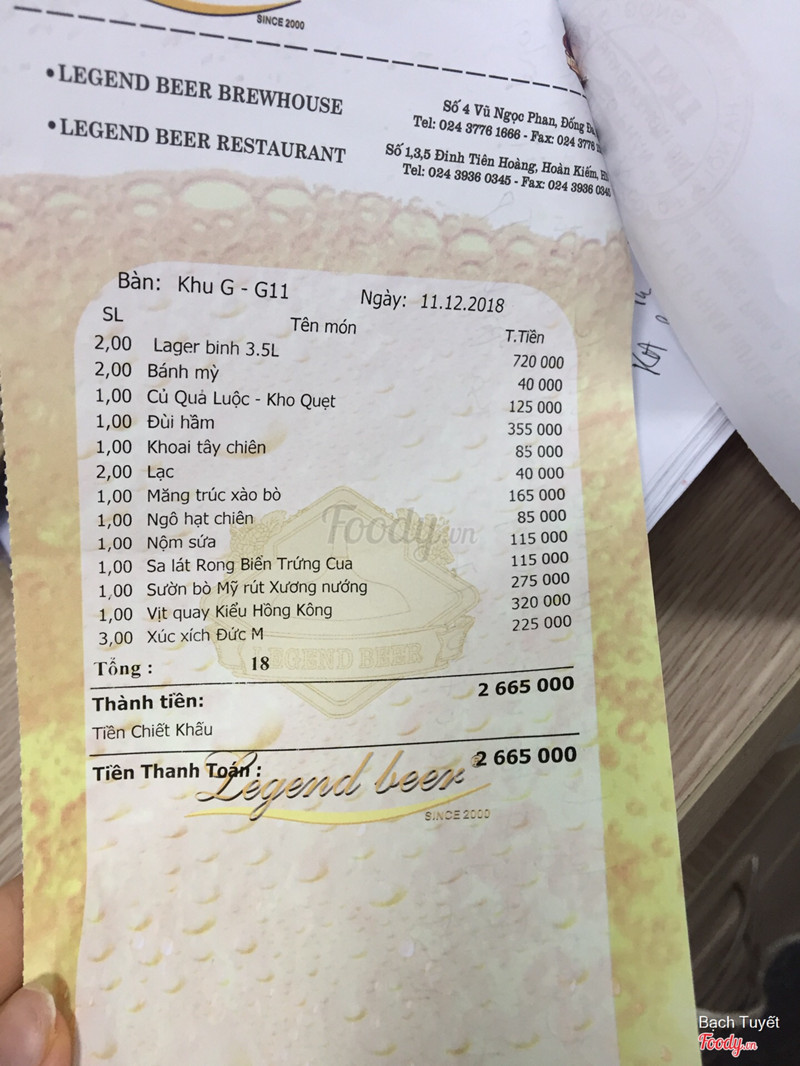 SINCE 2000
• LEGEND BEER BREWHOUSE
Số 4 Vũ Ngọc Phan, Đống Đa
Tel: 024 3776 1666 - Fax: 024 3776
• LEGEND BEER RESTAURANT
Số 1,3,5 Đinh Tiên Hoàng, Hoàn Kiếm,
Tel: 024 3936 0345 - Fax: 024 3936 0345
Bàn: Khu G - G11 Ngày: 11.12.2018
SL Tên món T.Tiền
2,00 Lager binh 3.5L 720 000
2,00 Bánh mỳ 40 000
1,00 Củ Quả Luộc - Kho Quẹt 125 000
1,00 Đùi hầm 355 000
1,00 Khoai tây chiên 85 000
2,00 Lạc 40 000
1,00 Măng trúc xào bò 165 000
1,00 Ngô hạt chiên 85 000
1,00 Nộm sứa 115 000
1,00 Sa lát Rong Biển Trứng Cua 115 000
1,00 Sườn bò Mỹ rút Xương nướng 275 000
1,00 Vịt quay Kiểu Hồng Kông 320 000
3,00 Xúc xích Đức M 225 000
Foody.vn
LEGEND BEER
Tổng : 18
Thành tiền: 2 665 000
Tiền Chiết Khấu
Tiền Thanh Toán : 2 665 000
Legend beer
SINCE 2000
Bạch Tuyết
Foody.vn